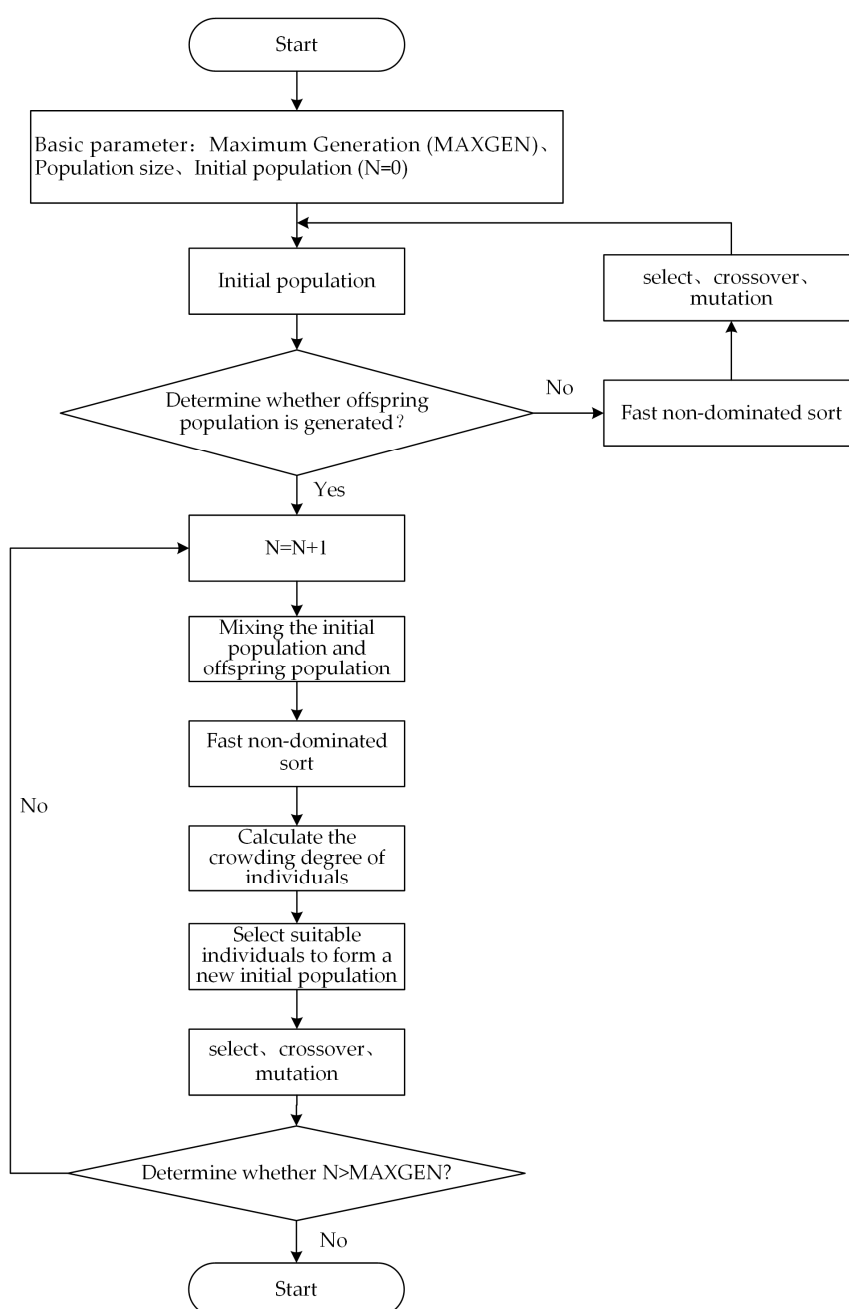 Start
Basic parameter：Maximum Generation (MAXGEN)、
Population size、Initial population (N=0)
Initial population
select、crossover、
mutation
Determine whether offspring
population is generated？
No
Fast non-dominated sort
Yes
N=N+1
Mixing the initial
population and
offspring population
Fast non-dominated
sort
No
Calculate the
crowding degree of
individuals
Select suitable
individuals to form a
new initial population
select、crossover、
mutation
Determine whether N>MAXGEN?
No
Start